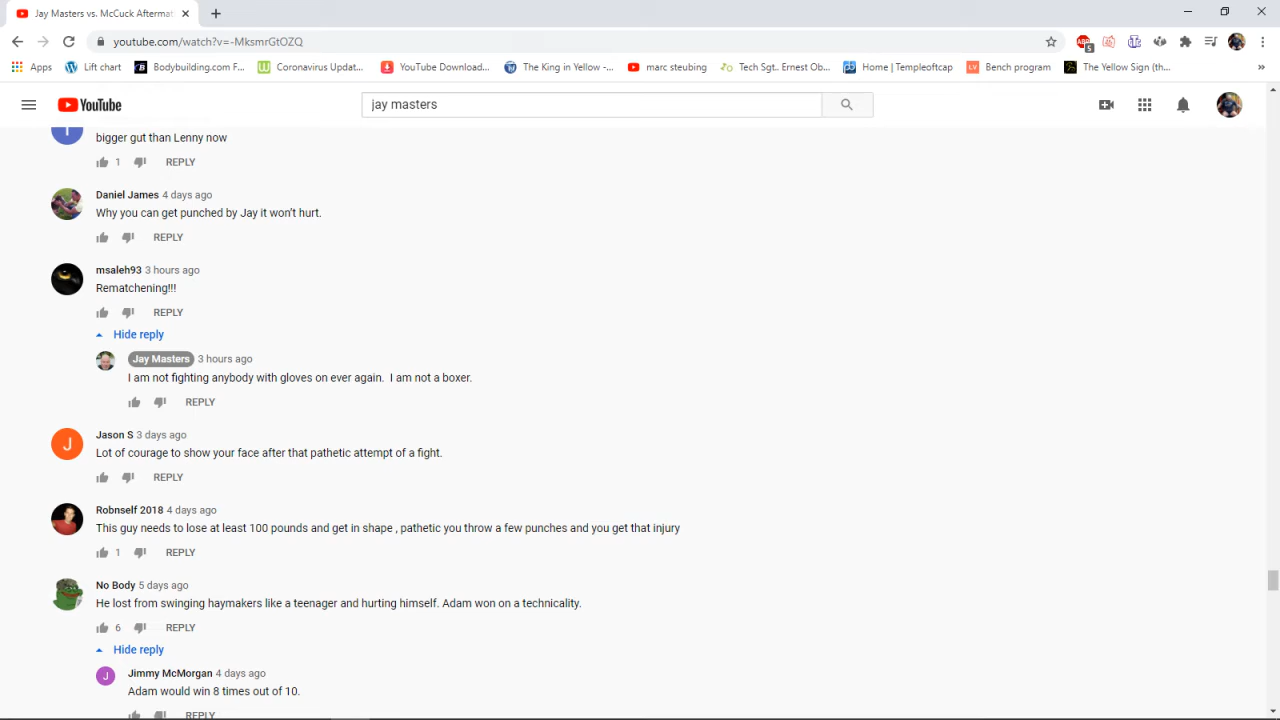 Jay Masters vs. McCuck Aftermat
youtube.com/watch?v=-MksmrGtOZQ
5
Apps Lift chart Bodybuilding.com F... Coronavirus Updat... YouTube Download... The King in Yellow -... marc steubing Tech Sgt.. Ernest Ob... Home | Templeoftcap Bench program The Yellow Sign (th... »
YouTube jay masters
bigger gut than Lenny now
1 REPLY
Daniel James 4 days ago
Why you can get punched by Jay it won't hurt.
REPLY
msaleh93 3 hours ago
Rematchening!!!
REPLY
Hide reply
Jay Masters 3 hours ago
I am not fighting anybody with gloves on ever again. I am not a boxer.
REPLY
J
Jason S 3 days ago
Lot of courage to show your face after that pathetic attempt of a fight.
REPLY
Robnself 2018 4 days ago
This guy needs to lose at least 100 pounds and get in shape , pathetic you throw a few punches and you get that injury
1 REPLY
No Body 5 days ago
He lost from swinging haymakers like a teenager and hurting himself. Adam won on a technicality.
6 REPLY
Hide reply
J
Jimmy McMorgan 4 days ago
Adam would win 8 times out of 10.
REPLY